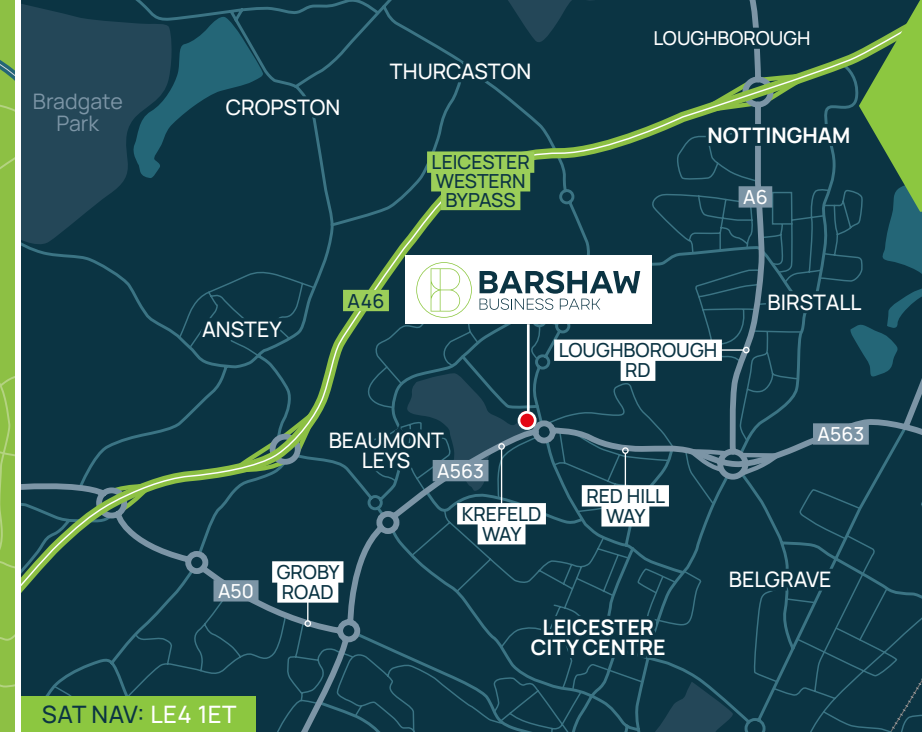 LOUGHBOROUGH
THURCASTON
Bradgate
Park
CROPSTON
NOTTINGHAM
LEICESTER
WESTERN
BYPASS
A6
BARSHAW
BUSINESS PARK
A46
BIRSTALL
ANSTEY
LOUGHBOROUGH
RD
BEAUMONT
LEYS
A563
A563
RED HILL
WAY
KREFELD
WAY
GROBY
ROAD
A50
BELGRAVE
LEICESTER
CITY CENTRE
SAT NAV: LE4 1ET